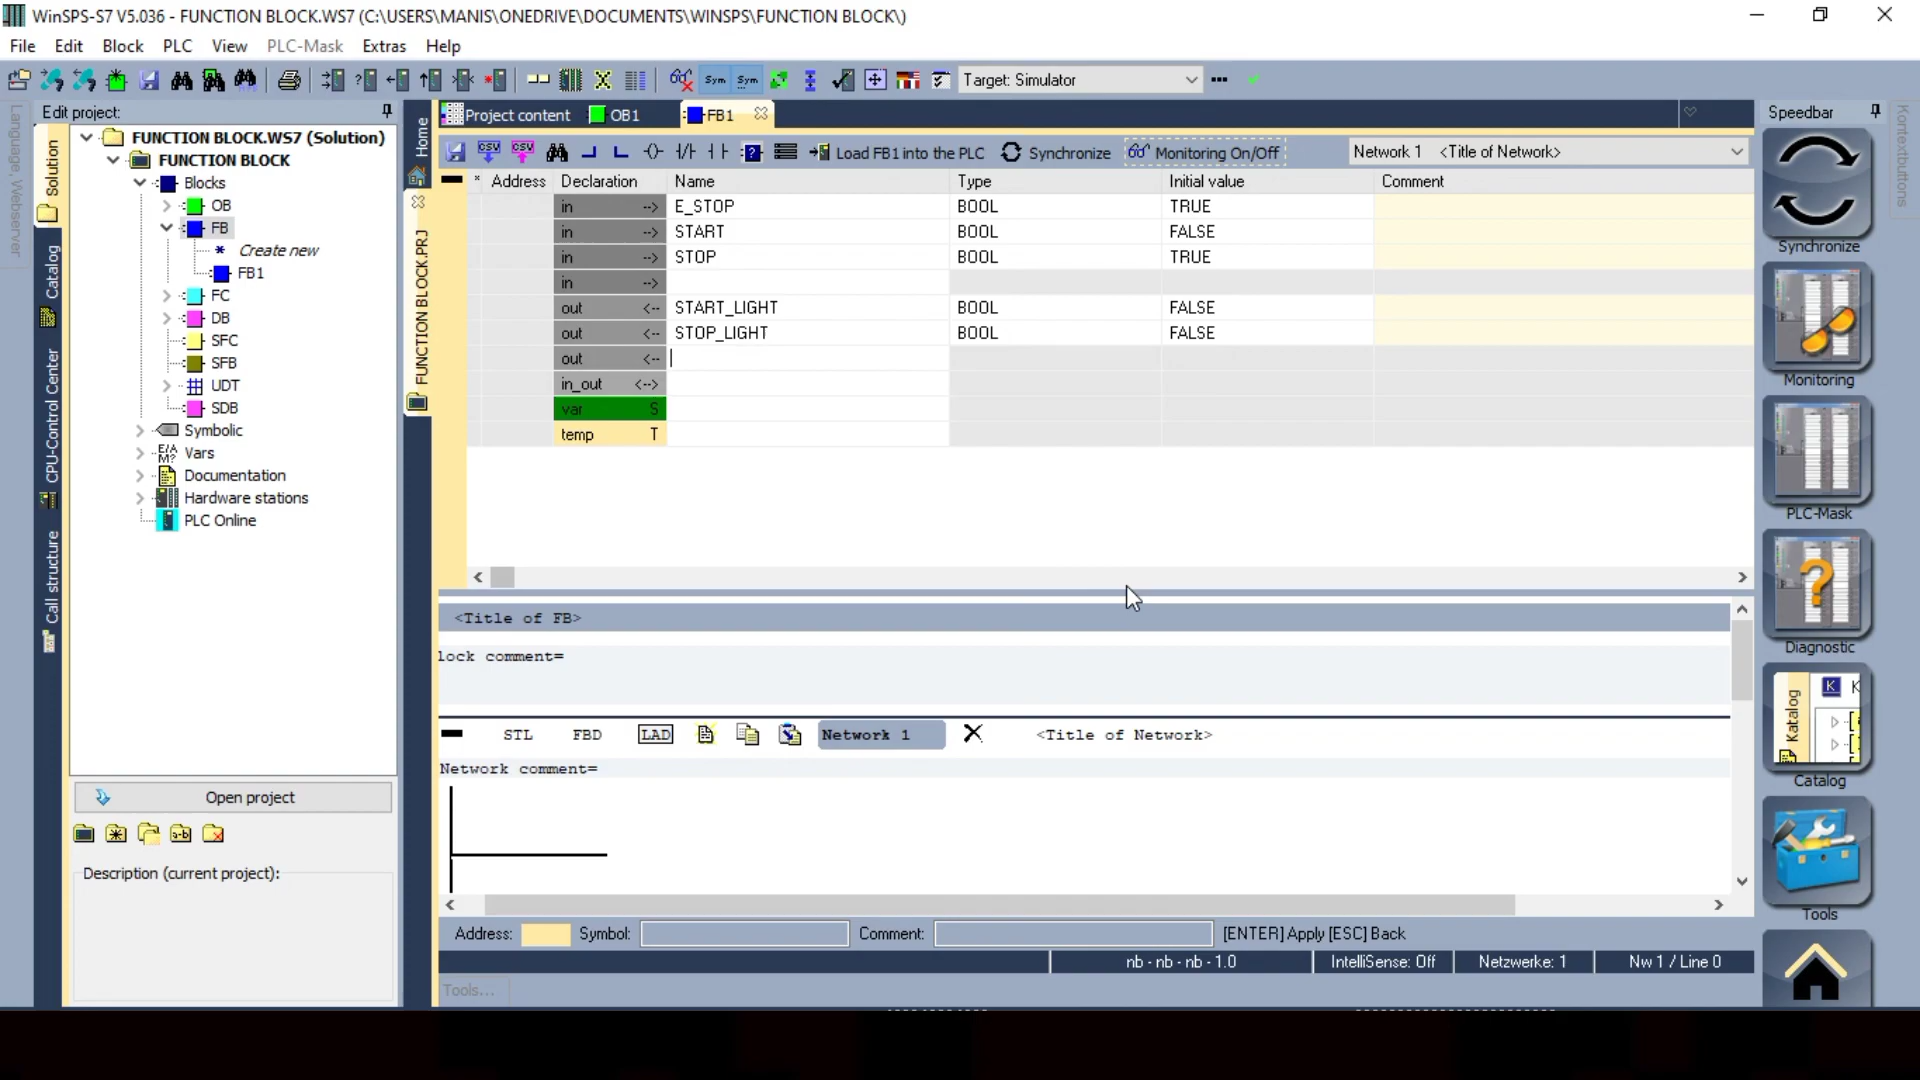 WinSPS-S7 V5.036 - FUNCTION BLOCK.WS7 (C:\USERS\MANIS\ONEDRIVE\DOCUMENTS\WINSPS\FUNCTION BLOCK\)
File Edit Block PLC View PLC-Mask Extras Help
Sym Sym Target: Simulator
Language, Webserver
Edit project:
Solution
Catalog
CPU-Control Center
Call structure
FUNCTION BLOCK.WS7 (Solution)
FUNCTION BLOCK
Blocks
OB
FB
Create new
FB1
FC
DB
SFC
SFB
UDT
SDB
Symbolic
E/A M? Vars
Documentation
Hardware stations
PLC Online
Open project
a-b
Description (current project):
Home
FUNCTION BLOCK.PRJ
Project content OB1 FB1
CSV CSV Load FB1 into the PLC Synchronize Monitoring On/Off Network 1 <Title of Network>
* Address Declaration Name Type Initial value Comment
in --> E_STOP BOOL TRUE
in --> START BOOL FALSE
in --> STOP BOOL TRUE
in -->
out <-- START_LIGHT BOOL FALSE
out <-- STOP_LIGHT BOOL FALSE
out <--
in_out <-->
var S
temp T
<Title of FB>
lock comment=
STL FBD LAD Network 1 <Title of Network>
Network comment=
Address: Symbol: Comment: [ENTER] Apply [ESC] Back
nb - nb - nb - 1.0 IntelliSense: Off Netzwerke: 1 Nw 1 / Line 0
Tools...
Speedbar
Synchronize
Monitoring
PLC-Mask
Diagnostic
Katalog
K K
Catalog
Tools
Kontextbuttons